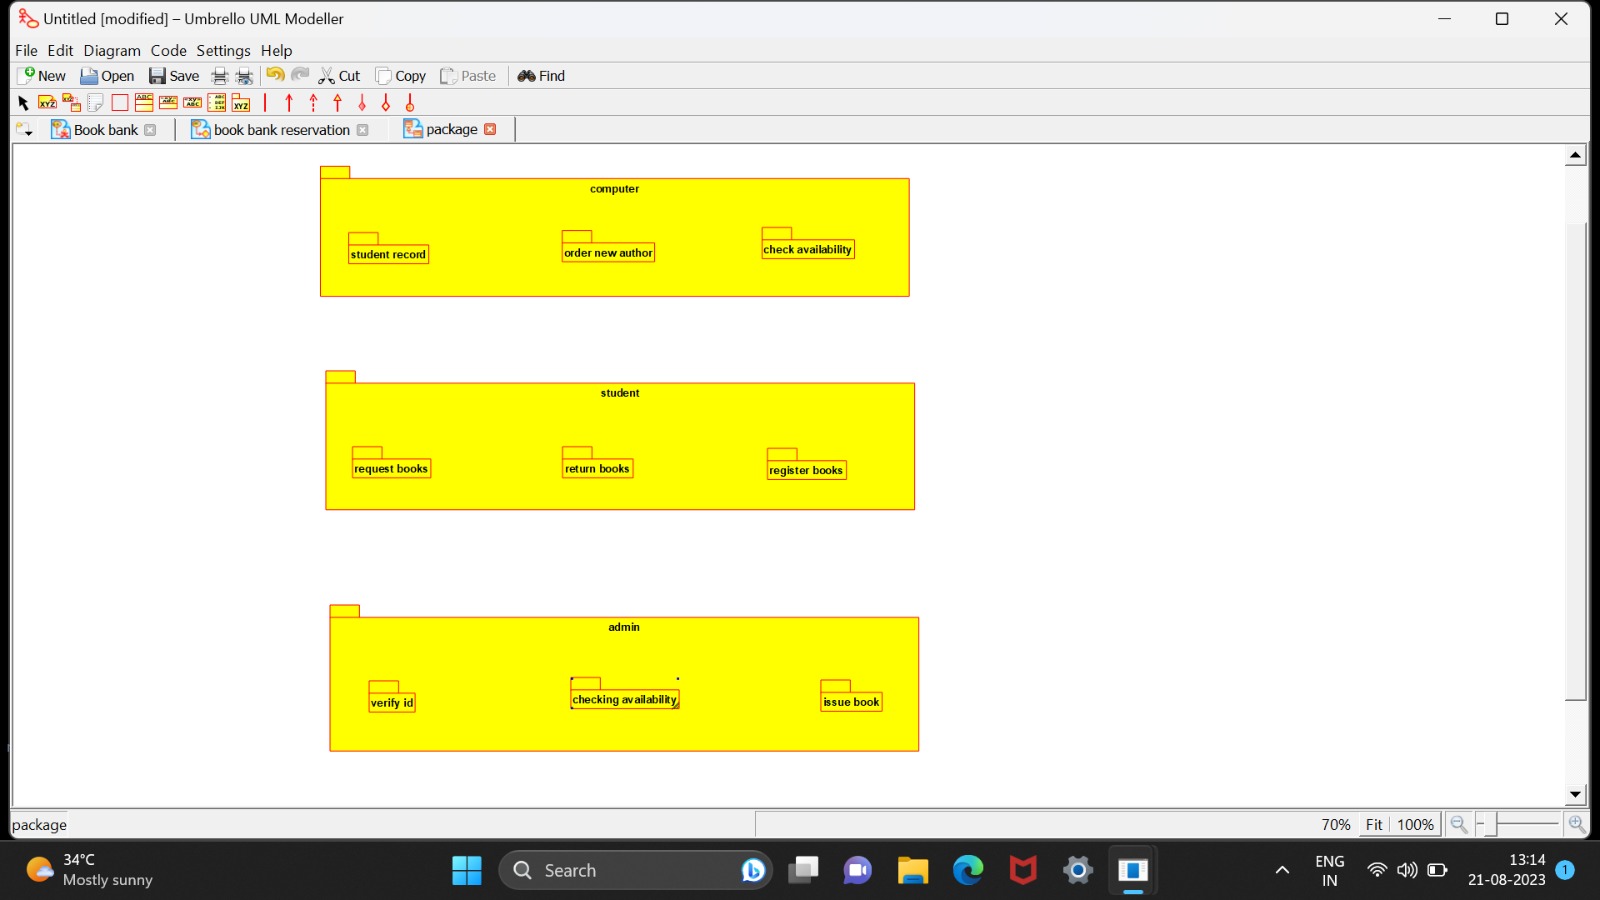 Untitled [modified] – Umbrello UML Modeller
File Edit Diagram Code Settings Help
New Open Save Cut Copy Paste Find
Book bank book bank reservation package
computer
student record order new author check availability
student
request books return books register books
admin
verify id checking availability issue book
package 70% Fit 100%
34°C
Mostly sunny
Search
ENG
IN
13:14
21-08-2023
1